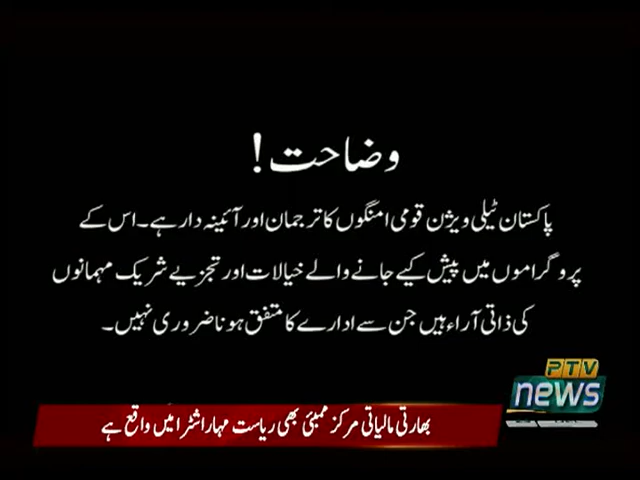 وضاحت!
پاکستان ٹیلی ویژن قومی امنگوں کا ترجمان اور آئینہ دار ہے۔ اس کے
پروگراموں میں پیش کیے جانے والے خیالات اور تجزیے شریک مہمانوں
کی ذاتی آراء ہیں جن سے ادارے کا متفق ہونا ضروری نہیں۔
PTV
news
بھارتی مالیاتی مرکز ممبئی بھی ریاست مہاراشٹرا میں واقع ہے